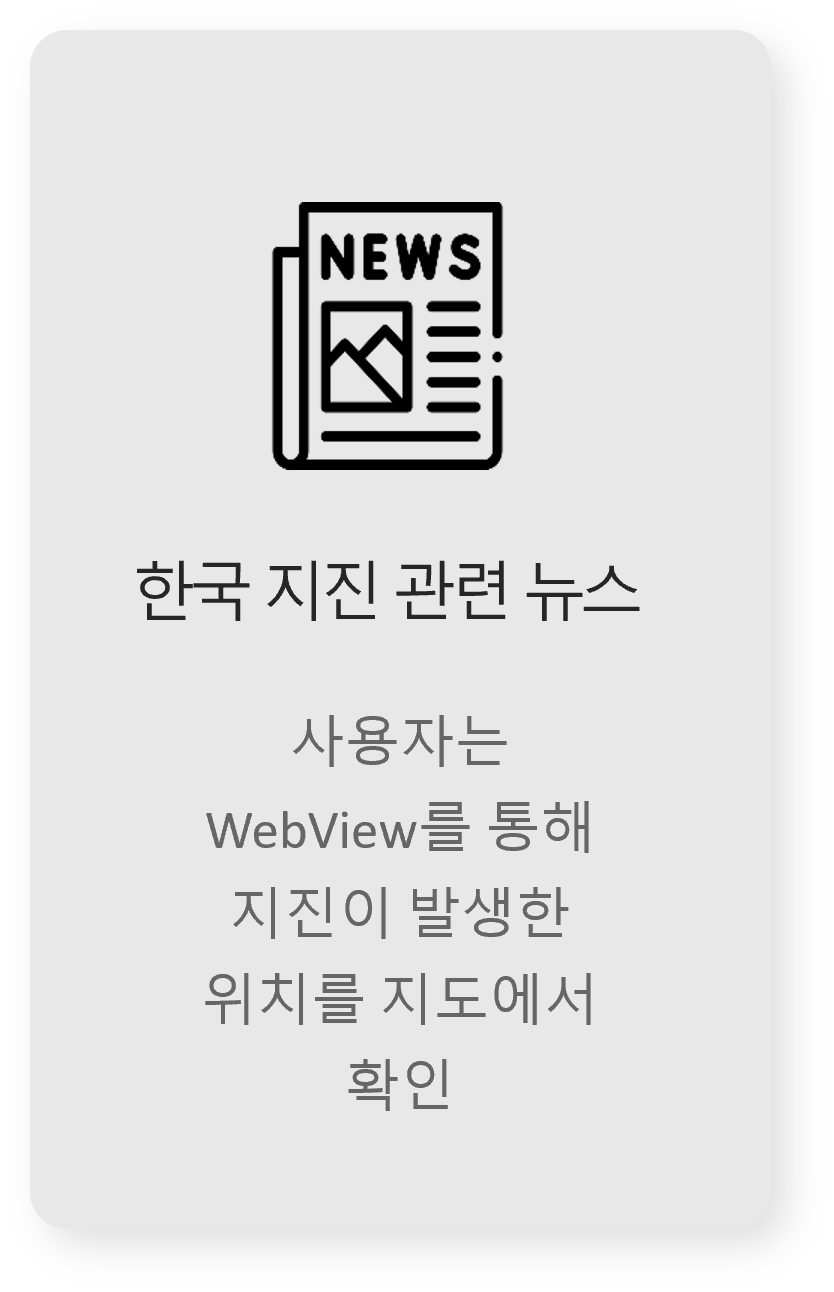 NEWS
한국 지진 관련 뉴스
사용자는
WebView를 통해
지진이 발생한
위치를 지도에서
확인